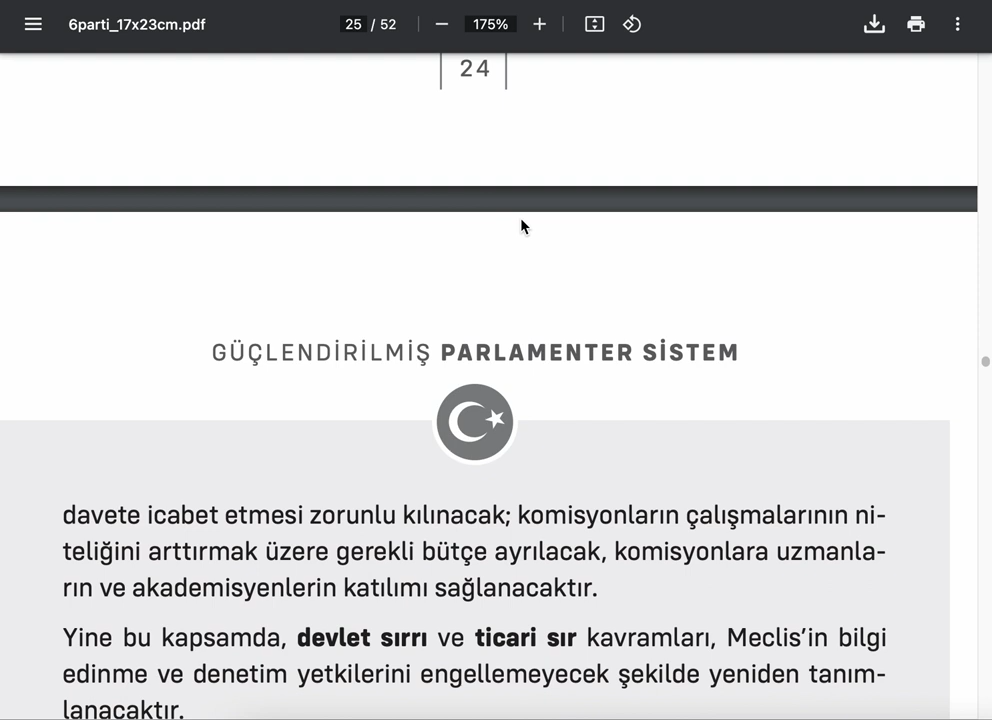 6parti_17x23cm.pdf
25 / 52
175%
24
GÜÇLENDİRİLMİŞ PARLAMENTER SİSTEM
davete icabet etmesi zorunlu kılınacak; komisyonların çalışmalarının ni-
teliğini arttırmak üzere gerekli bütçe ayrılacak, komisyonlara uzmanla-
rın ve akademisyenlerin katılımı sağlanacaktır.
Yine bu kapsamda, devlet sırrı ve ticari sır kavramları, Meclis’in bilgi
edinme ve denetim yetkilerini engellemeyecek şekilde yeniden tanım-
lanacaktır.